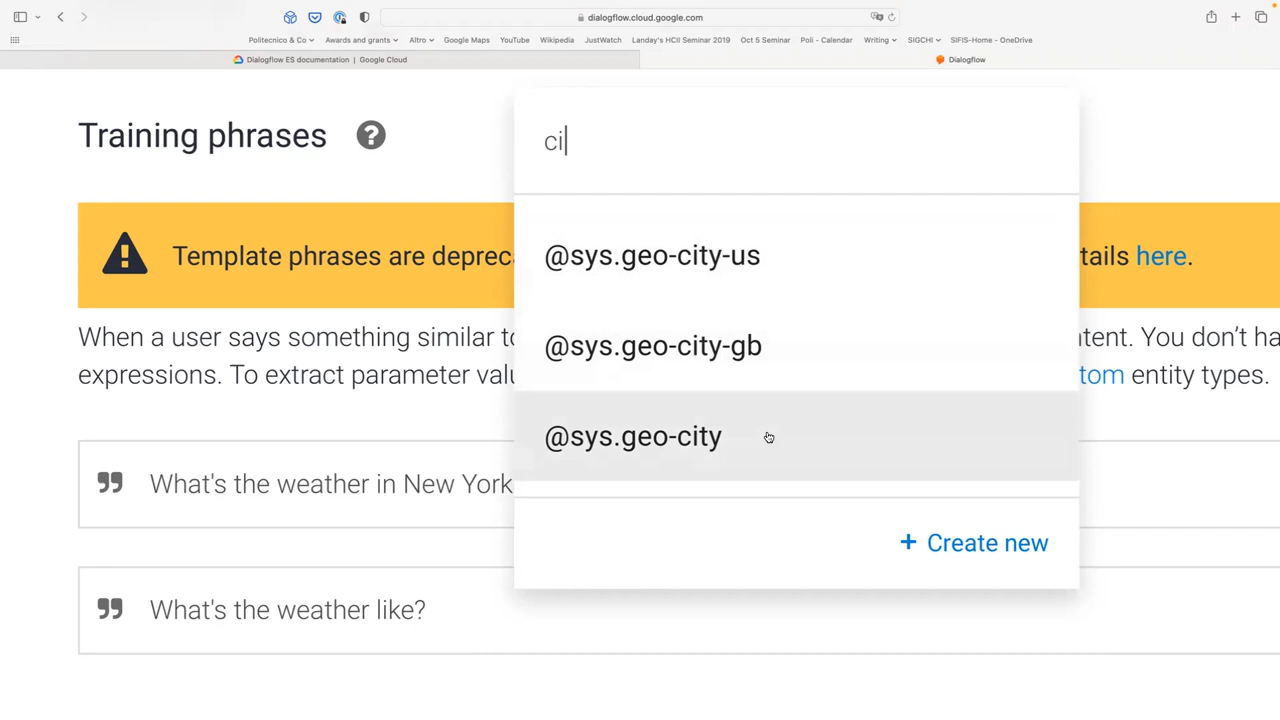 dialogflow.cloud.google.com
Politecnico & Co
Awards and grants
Altro
Google Maps
YouTube
Wikipedia
JustWatch
Landay's HCII Seminar 2019
Oct 5 Seminar
Poli - Calendar
Writing
SIGCHI
SIFIS-Home - OneDrive
Dialogflow ES documentation | Google Cloud
Dialogflow
Training phrases ?
ci
Template phrases are depreca
tails here.
@sys.geo-city-us
@sys.geo-city-gb
@sys.geo-city
+ Create new
When a user says something similar to
tent. You don't ha
expressions. To extract parameter valu
tom entity types.
What's the weather in New York
What's the weather like?